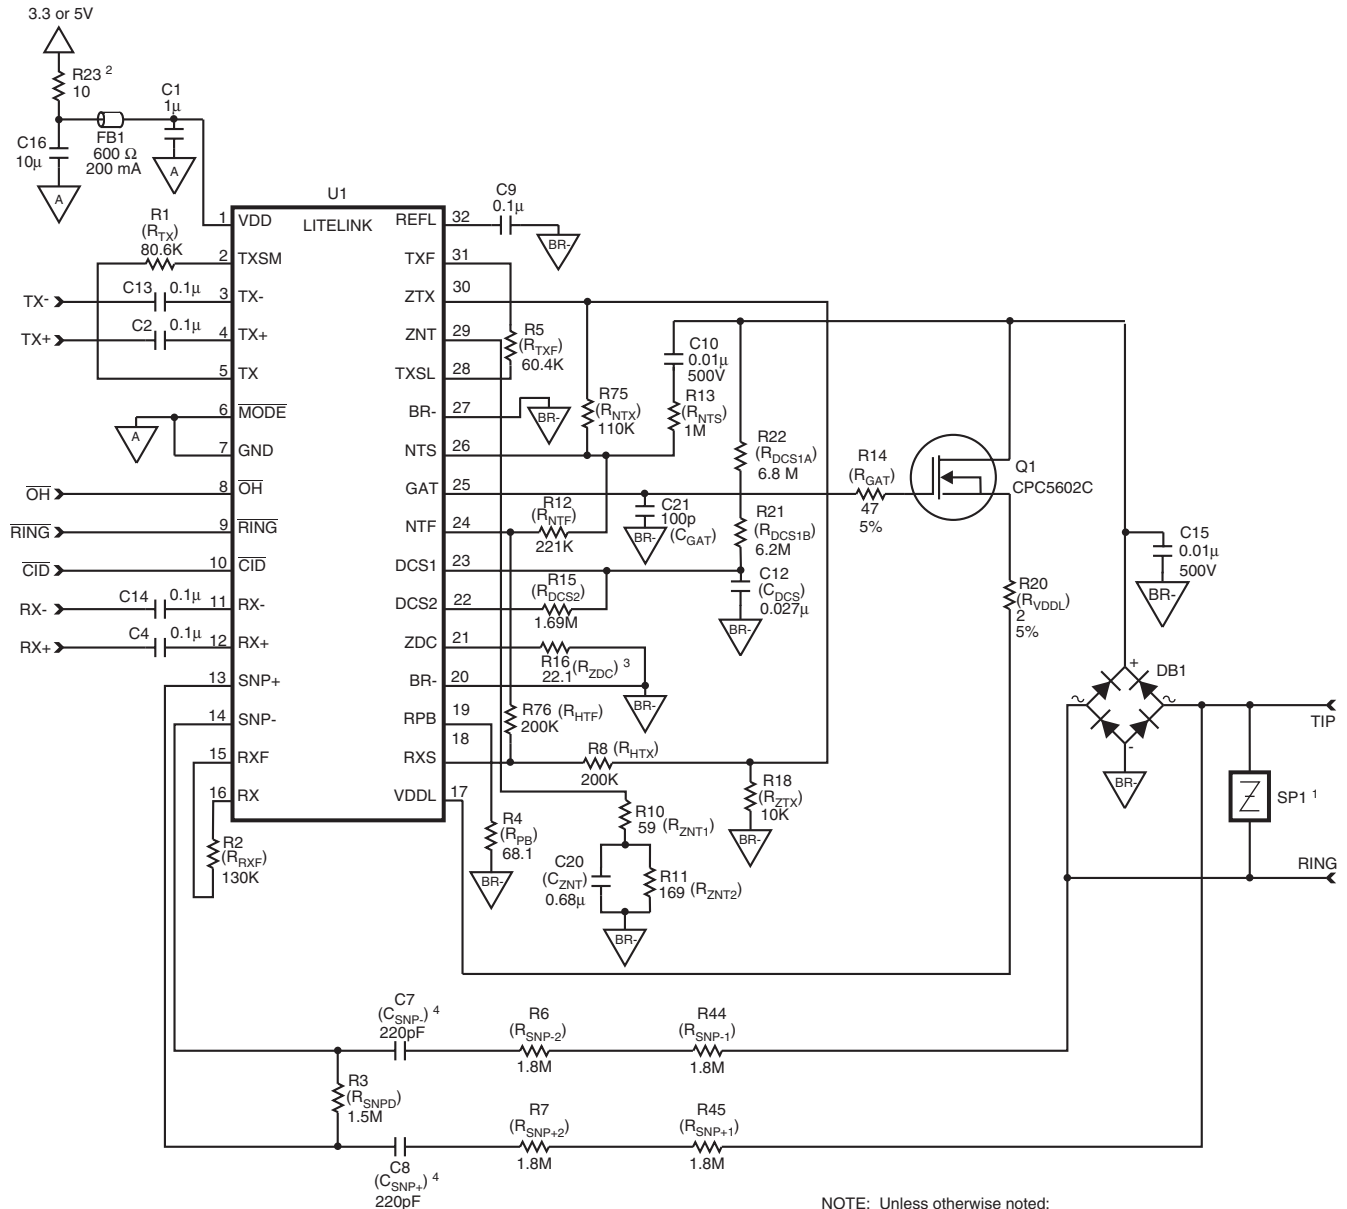 3.3 or 5V
R23 2
10
C1
1µ
C16
10µ
FB1
600 Ω
200 mA
A
A
U1
LITELINK
R1
(RTX)
80.6K
C9
0.1µ
BR-
1 VDD
2 TXSM
3 TX-
4 TX+
5 TX
6 MODE
7 GND
8 OH
9 RING
10 CID
11 RX-
12 RX+
13 SNP+
14 SNP-
15 RXF
16 RX
REFL 32
TXF 31
ZTX 30
ZNT 29
TXSL 28
BR- 27
NTS 26
GAT 25
NTF 24
DCS1 23
DCS2 22
ZDC 21
BR- 20
RPB 19
RXS 18
VDDL 17
TX-
C13 0.1µ
TX+
C2 0.1µ
A
OH
RING
CID
RX-
C14 0.1µ
RX+
C4 0.1µ
R2
(RRXF)
130K
R5
(RTXF)
60.4K
BR-
R75
(RNTX)
110K
C10
0.01µ
500V
R13
(RNTS)
1M
R22
(RDCS1A)
6.8 M
R14
(RGAT)
47
5%
Q1
CPC5602C
R12
(RNTF)
221K
C21
100p
(CGAT)
BR-
R21
(RDCS1B)
6.2M
R15
(RDCS2)
1.69M
C12
(CDCS)
0.027µ
BR-
C15
0.01µ
500V
BR-
R20
(RVDDL)
2
5%
R16 (RZDC) 3
22.1
BR-
R76 (RHTF)
200K
R8 (RHTX)
200K
R18
(RZTX)
10K
BR-
R4
(RPB)
68.1
BR-
R10
59 (RZNT1)
C20
(CZNT)
0.68µ
R11
169 (RZNT2)
BR-
DB1
+
~
~
-
BR-
TIP
SP1 1
RING
C7
(CSNP-) 4
220pF
R6
(RSNP-2)
1.8M
R44
(RSNP-1)
1.8M
R3
(RSNPD)
1.5M
R7
(RSNP+2)
1.8M
R45
(RSNP+1)
1.8M
C8
(CSNP+) 4
220pF
NOTE: Unless otherwise noted: